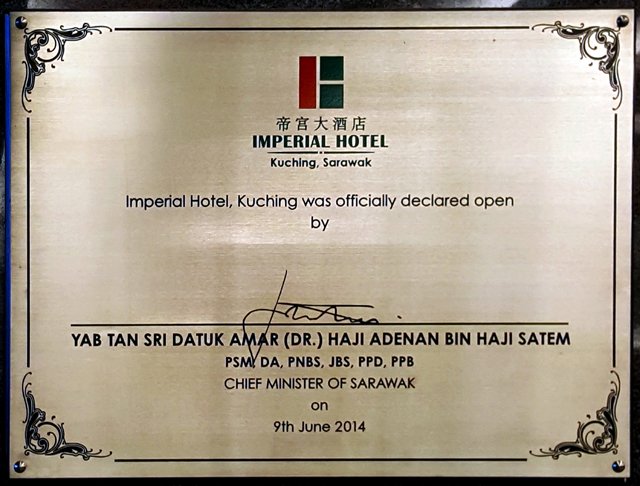 帝宫大酒店
IMPERIAL HOTEL
Kuching, Sarawak
Imperial Hotel, Kuching was officially declared open
by
YAB TAN SRI DATUK AMAR (DR.) HAJI ADENAN BIN HAJI SATEM
PSM, DA, PNBS, JBS, PPD, PPB
CHIEF MINISTER OF SARAWAK
on
9th June 2014